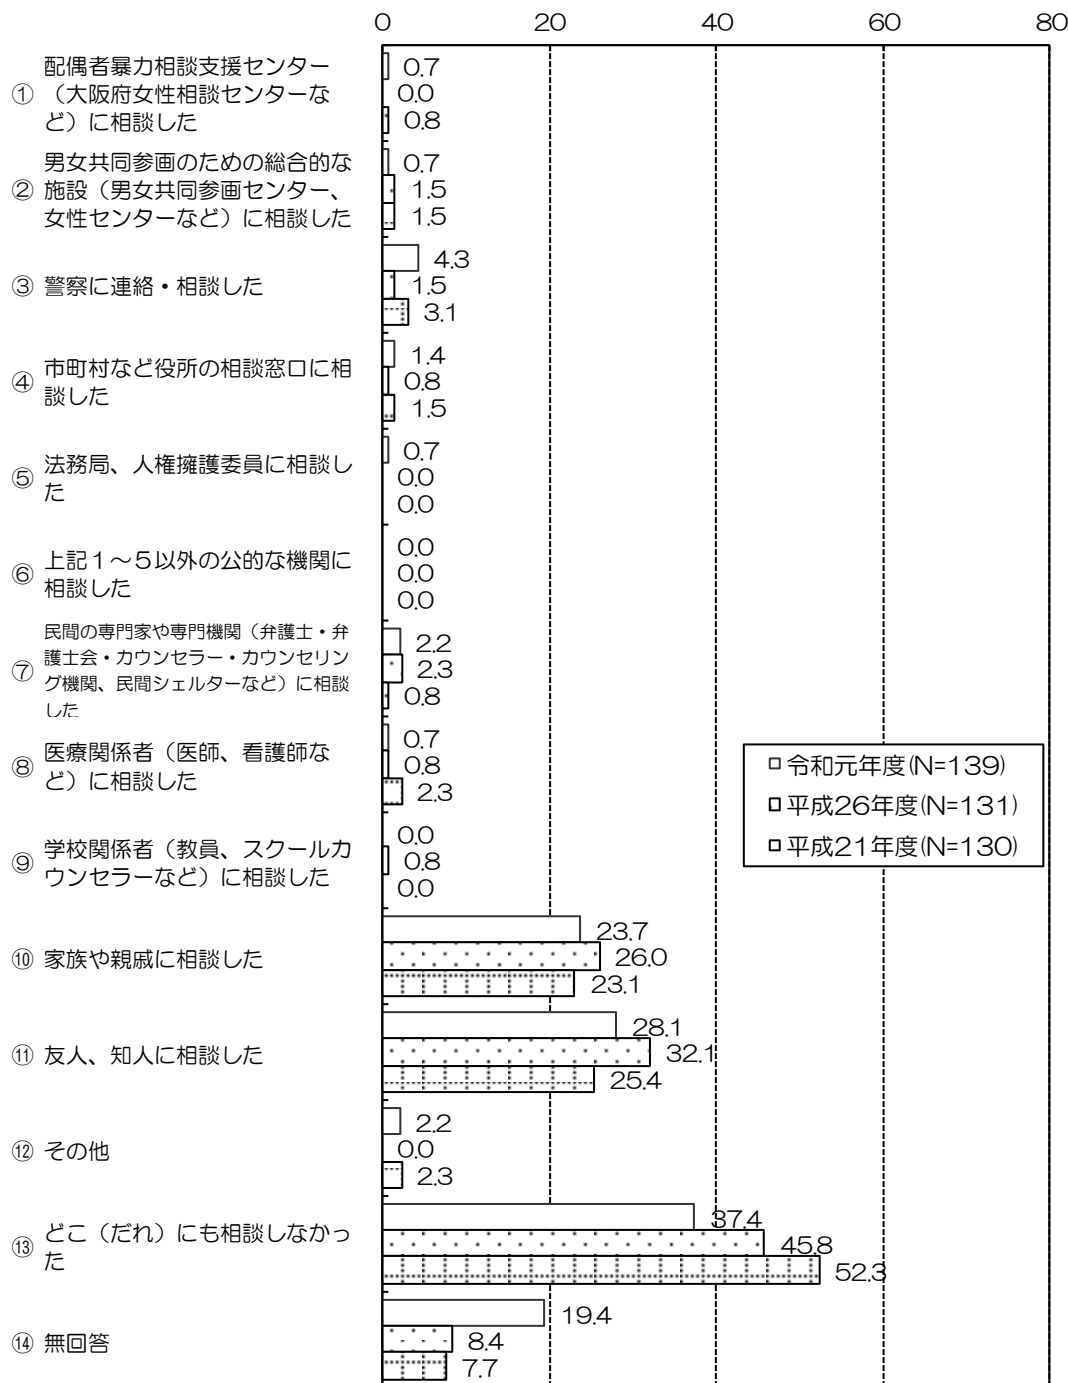 0 20 40 60 80
① 配偶者暴力相談支援センター
（大阪府女性相談センターな
ど）に相談した
0.7
0.0
0.8
② 男女共同参画のための総合的な
施設（男女共同参画センター、
女性センターなど）に相談した
0.7
1.5
1.5
③ 警察に連絡・相談した
4.3
1.5
3.1
④ 市町村など役所の相談窓口に相
談した
1.4
0.8
1.5
⑤ 法務局、人権擁護委員に相談し
た
0.7
0.0
0.0
⑥ 上記１～５以外の公的な機関に
相談した
0.0
0.0
0.0
⑦ 民間の専門家や専門機関（弁護士・弁
護士会・カウンセラー・カウンセリン
グ機関、民間シェルターなど）に相談
した
2.2
2.3
0.8
⑧ 医療関係者（医師、看護師な
ど）に相談した
0.7
0.8
2.3
⑨ 学校関係者（教員、スクールカ
ウンセラーなど）に相談した
0.0
0.8
0.0
⑩ 家族や親戚に相談した
23.7
26.0
23.1
⑪ 友人、知人に相談した
28.1
32.1
25.4
⑫ その他
2.2
0.0
2.3
⑬ どこ（だれ）にも相談しなかっ
た
37.4
45.8
52.3
⑭ 無回答
19.4
8.4
7.7
令和元年度(N=139)
平成26年度(N=131)
平成21年度(N=130)